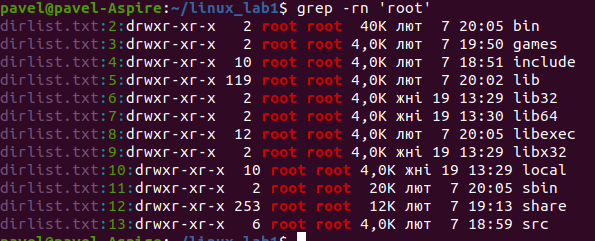 pavel@pavel-Aspire:~/linux_lab1$ grep -rn 'root'
dirlist.txt:2:drwxr-xr-x   2 root root  40K лют  7 20:05 bin
dirlist.txt:3:drwxr-xr-x   2 root root 4,0K лют  7 19:50 games
dirlist.txt:4:drwxr-xr-x  10 root root 4,0K лют  7 18:51 include
dirlist.txt:5:drwxr-xr-x 119 root root 4,0K лют  7 20:02 lib
dirlist.txt:6:drwxr-xr-x   2 root root 4,0K жні 19 13:29 lib32
dirlist.txt:7:drwxr-xr-x   2 root root 4,0K жні 19 13:30 lib64
dirlist.txt:8:drwxr-xr-x  12 root root 4,0K лют  7 20:05 libexec
dirlist.txt:9:drwxr-xr-x   2 root root 4,0K жні 19 13:29 libx32
dirlist.txt:10:drwxr-xr-x  10 root root 4,0K жні 19 13:29 local
dirlist.txt:11:drwxr-xr-x   2 root root  20K лют  7 20:05 sbin
dirlist.txt:12:drwxr-xr-x 253 root root  12K лют  7 19:13 share
dirlist.txt:13:drwxr-xr-x   6 root root 4,0K лют  7 18:59 src
pavel@pavel-Aspire:~/linux_lab1$